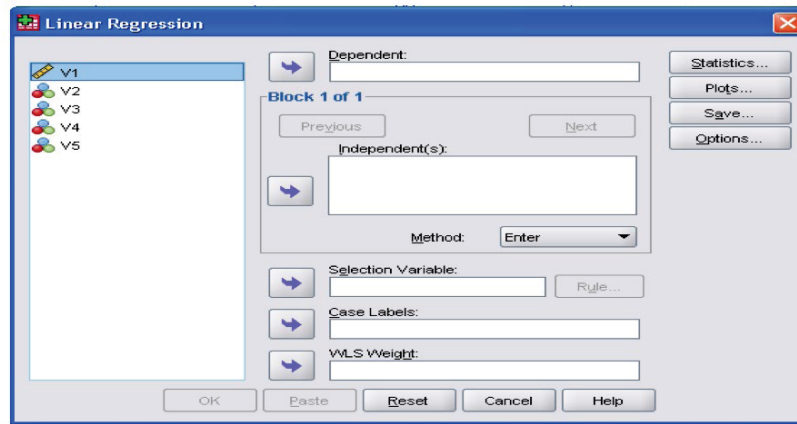 Linear Regression
V1
V2
V3
V4
V5
Dependent:
Block 1 of 1
Previous
Next
Independent(s):
Method:
Enter
Selection Variable:
Rule...
Case Labels:
WLS Weight:
Statistics...
Plots...
Save...
Options...
OK
Paste
Reset
Cancel
Help